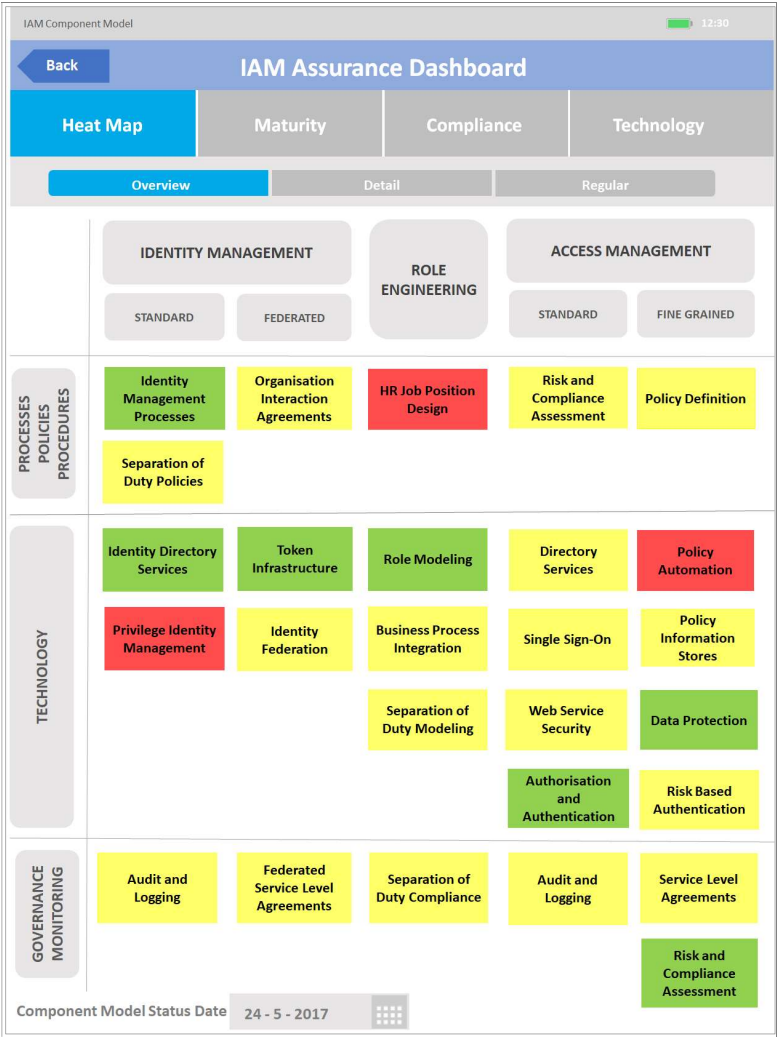 IAM Component Model
12:30
Back
IAM Assurance Dashboard
Heat Map
Maturity
Compliance
Technology
Overview
Detail
Regular
IDENTITY MANAGEMENT
ROLE
ENGINEERING
ACCESS MANAGEMENT
STANDARD
FEDERATED
STANDARD
FINE GRAINED
PROCESSES
POLICIES
PROCEDURES
Identity
Management
Processes
Organisation
Interaction
Agreements
HR Job Position
Design
Risk and
Compliance
Assessment
Policy Definition
Separation of
Duty Policies
TECHNOLOGY
Identity Directory
Services
Token
Infrastructure
Role Modeling
Directory
Services
Policy
Automation
Privilege Identity
Management
Identity
Federation
Business Process
Integration
Single Sign-On
Policy
Information
Stores
Separation of
Duty Modeling
Web Service
Security
Data Protection
Authorisation
and
Authentication
Risk Based
Authentication
GOVERNANCE
MONITORING
Audit and
Logging
Federated
Service Level
Agreements
Separation of
Duty Compliance
Audit and
Logging
Service Level
Agreements
Risk and
Compliance
Assessment
Component Model Status Date
24 - 5 - 2017